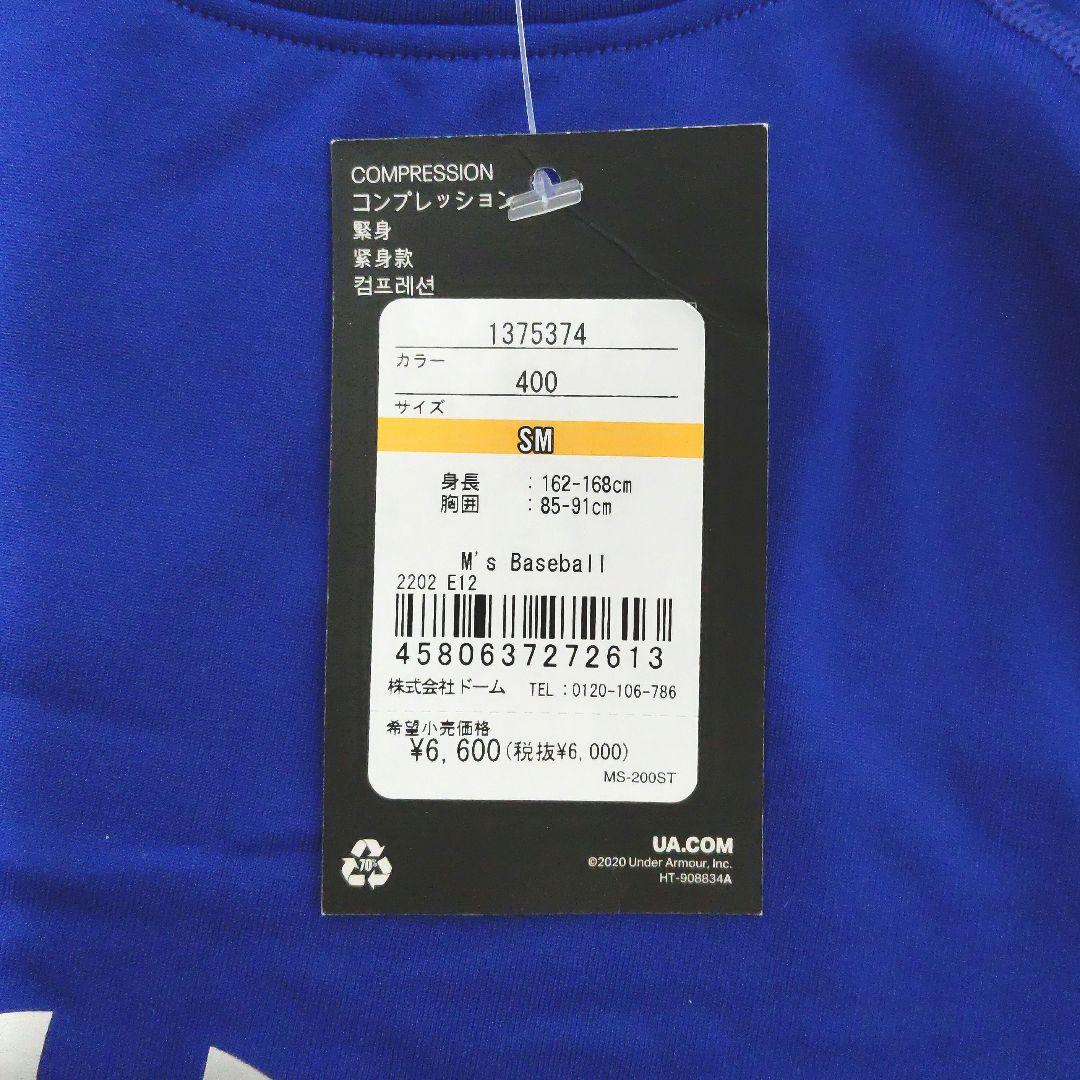 COMPRESSION
コンプレッション
緊身
紧身款
컴프레션
1375374
カラー
400
サイズ
SM
身長 : 162-168cm
胸囲 : 85-91cm
M's Baseball
2202 E12
4580637272613
株式会社ドーム TEL:0120-106-786
希望小売価格
¥6,600(税抜¥6,000)
MS-200ST
70%
UA.COM
©2020 Under Armour, Inc.
HT-908834A